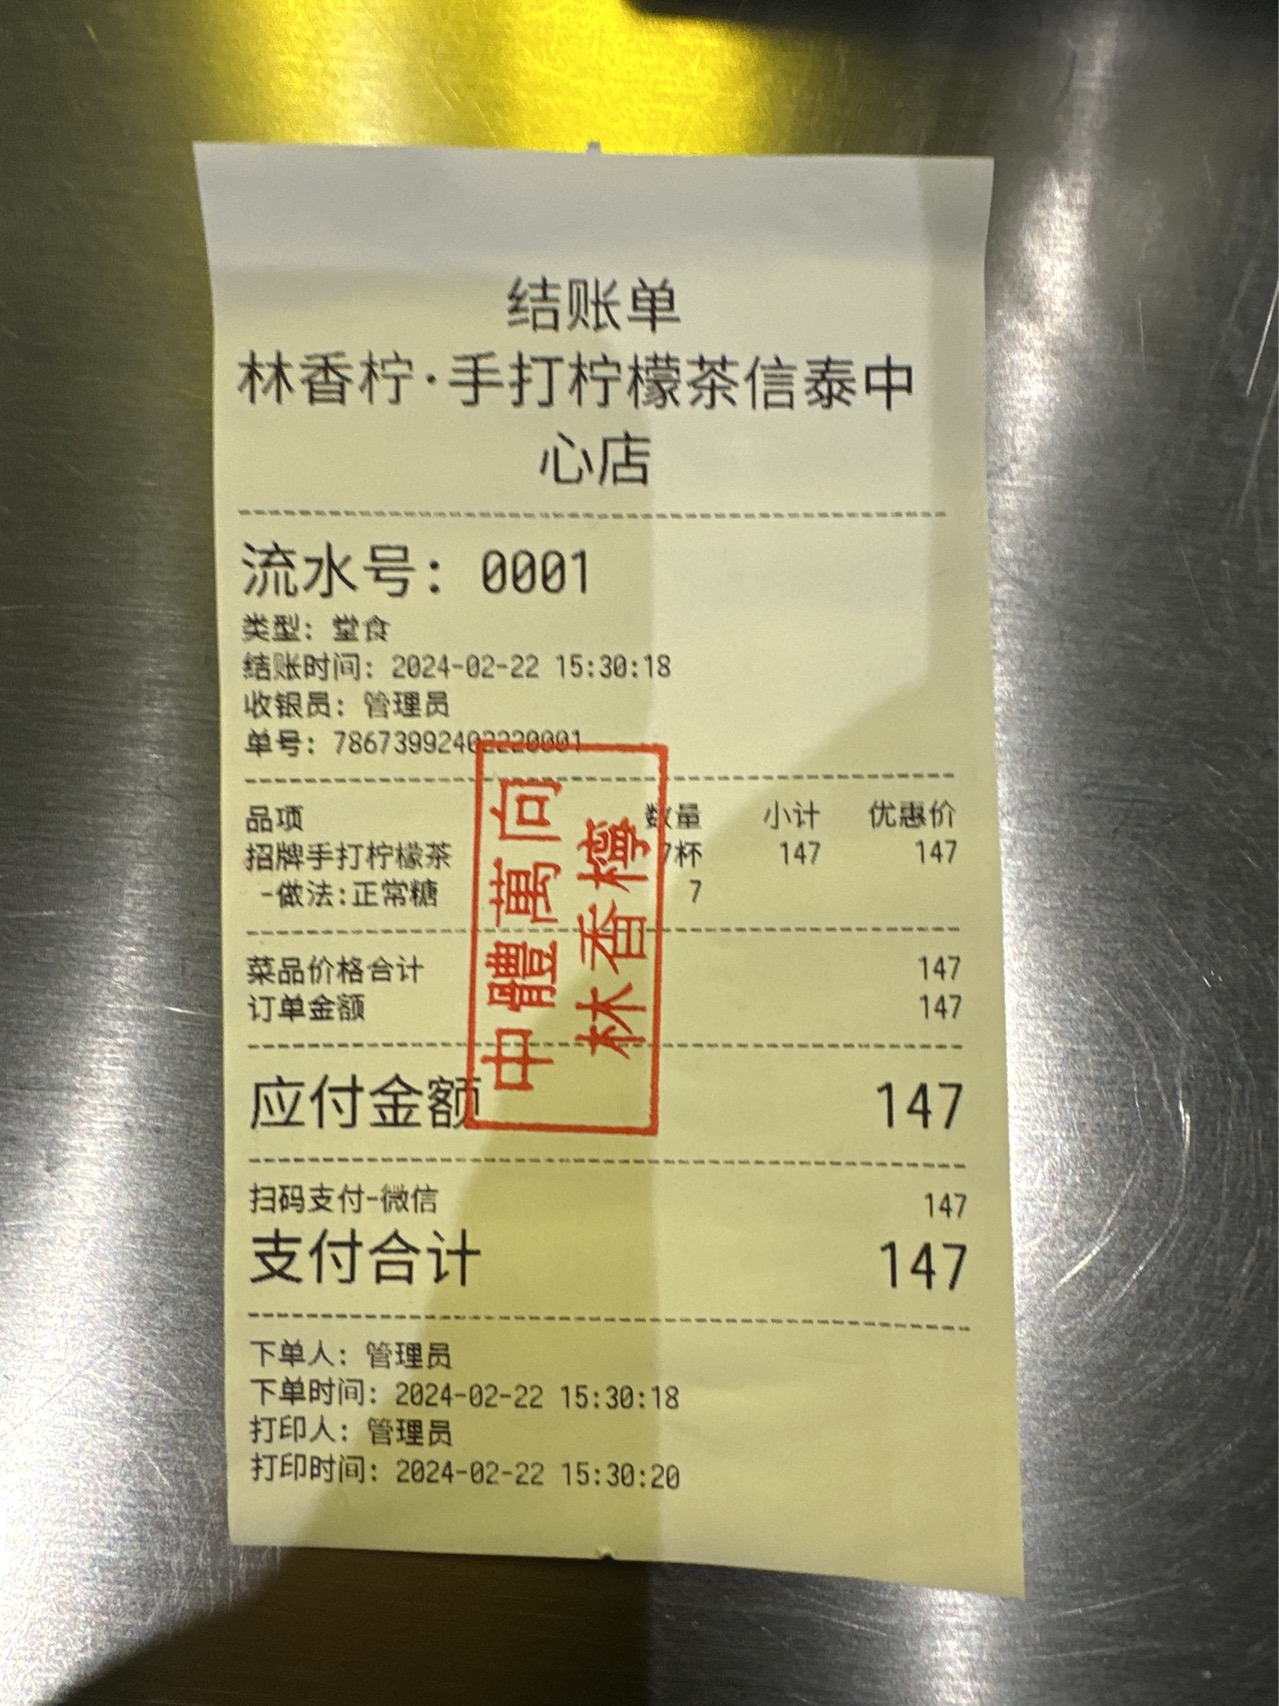 结账单
林香柠·手打柠檬茶信泰中
心店
流水号: 0001
类型: 堂食
结账时间: 2024-02-22 15:30:18
收银员: 管理员
单号: 78673992402220001
品项 数量 小计 优惠价
招牌手打柠檬茶 7杯 147 147
-做法:正常糖 7
菜品价格合计 147
订单金额 147
应付金额 147
扫码支付-微信 147
支付合计 147
下单人: 管理员
下单时间: 2024-02-22 15:30:18
打印人: 管理员
打印时间: 2024-02-22 15:30:20
中體萬向
林香檸